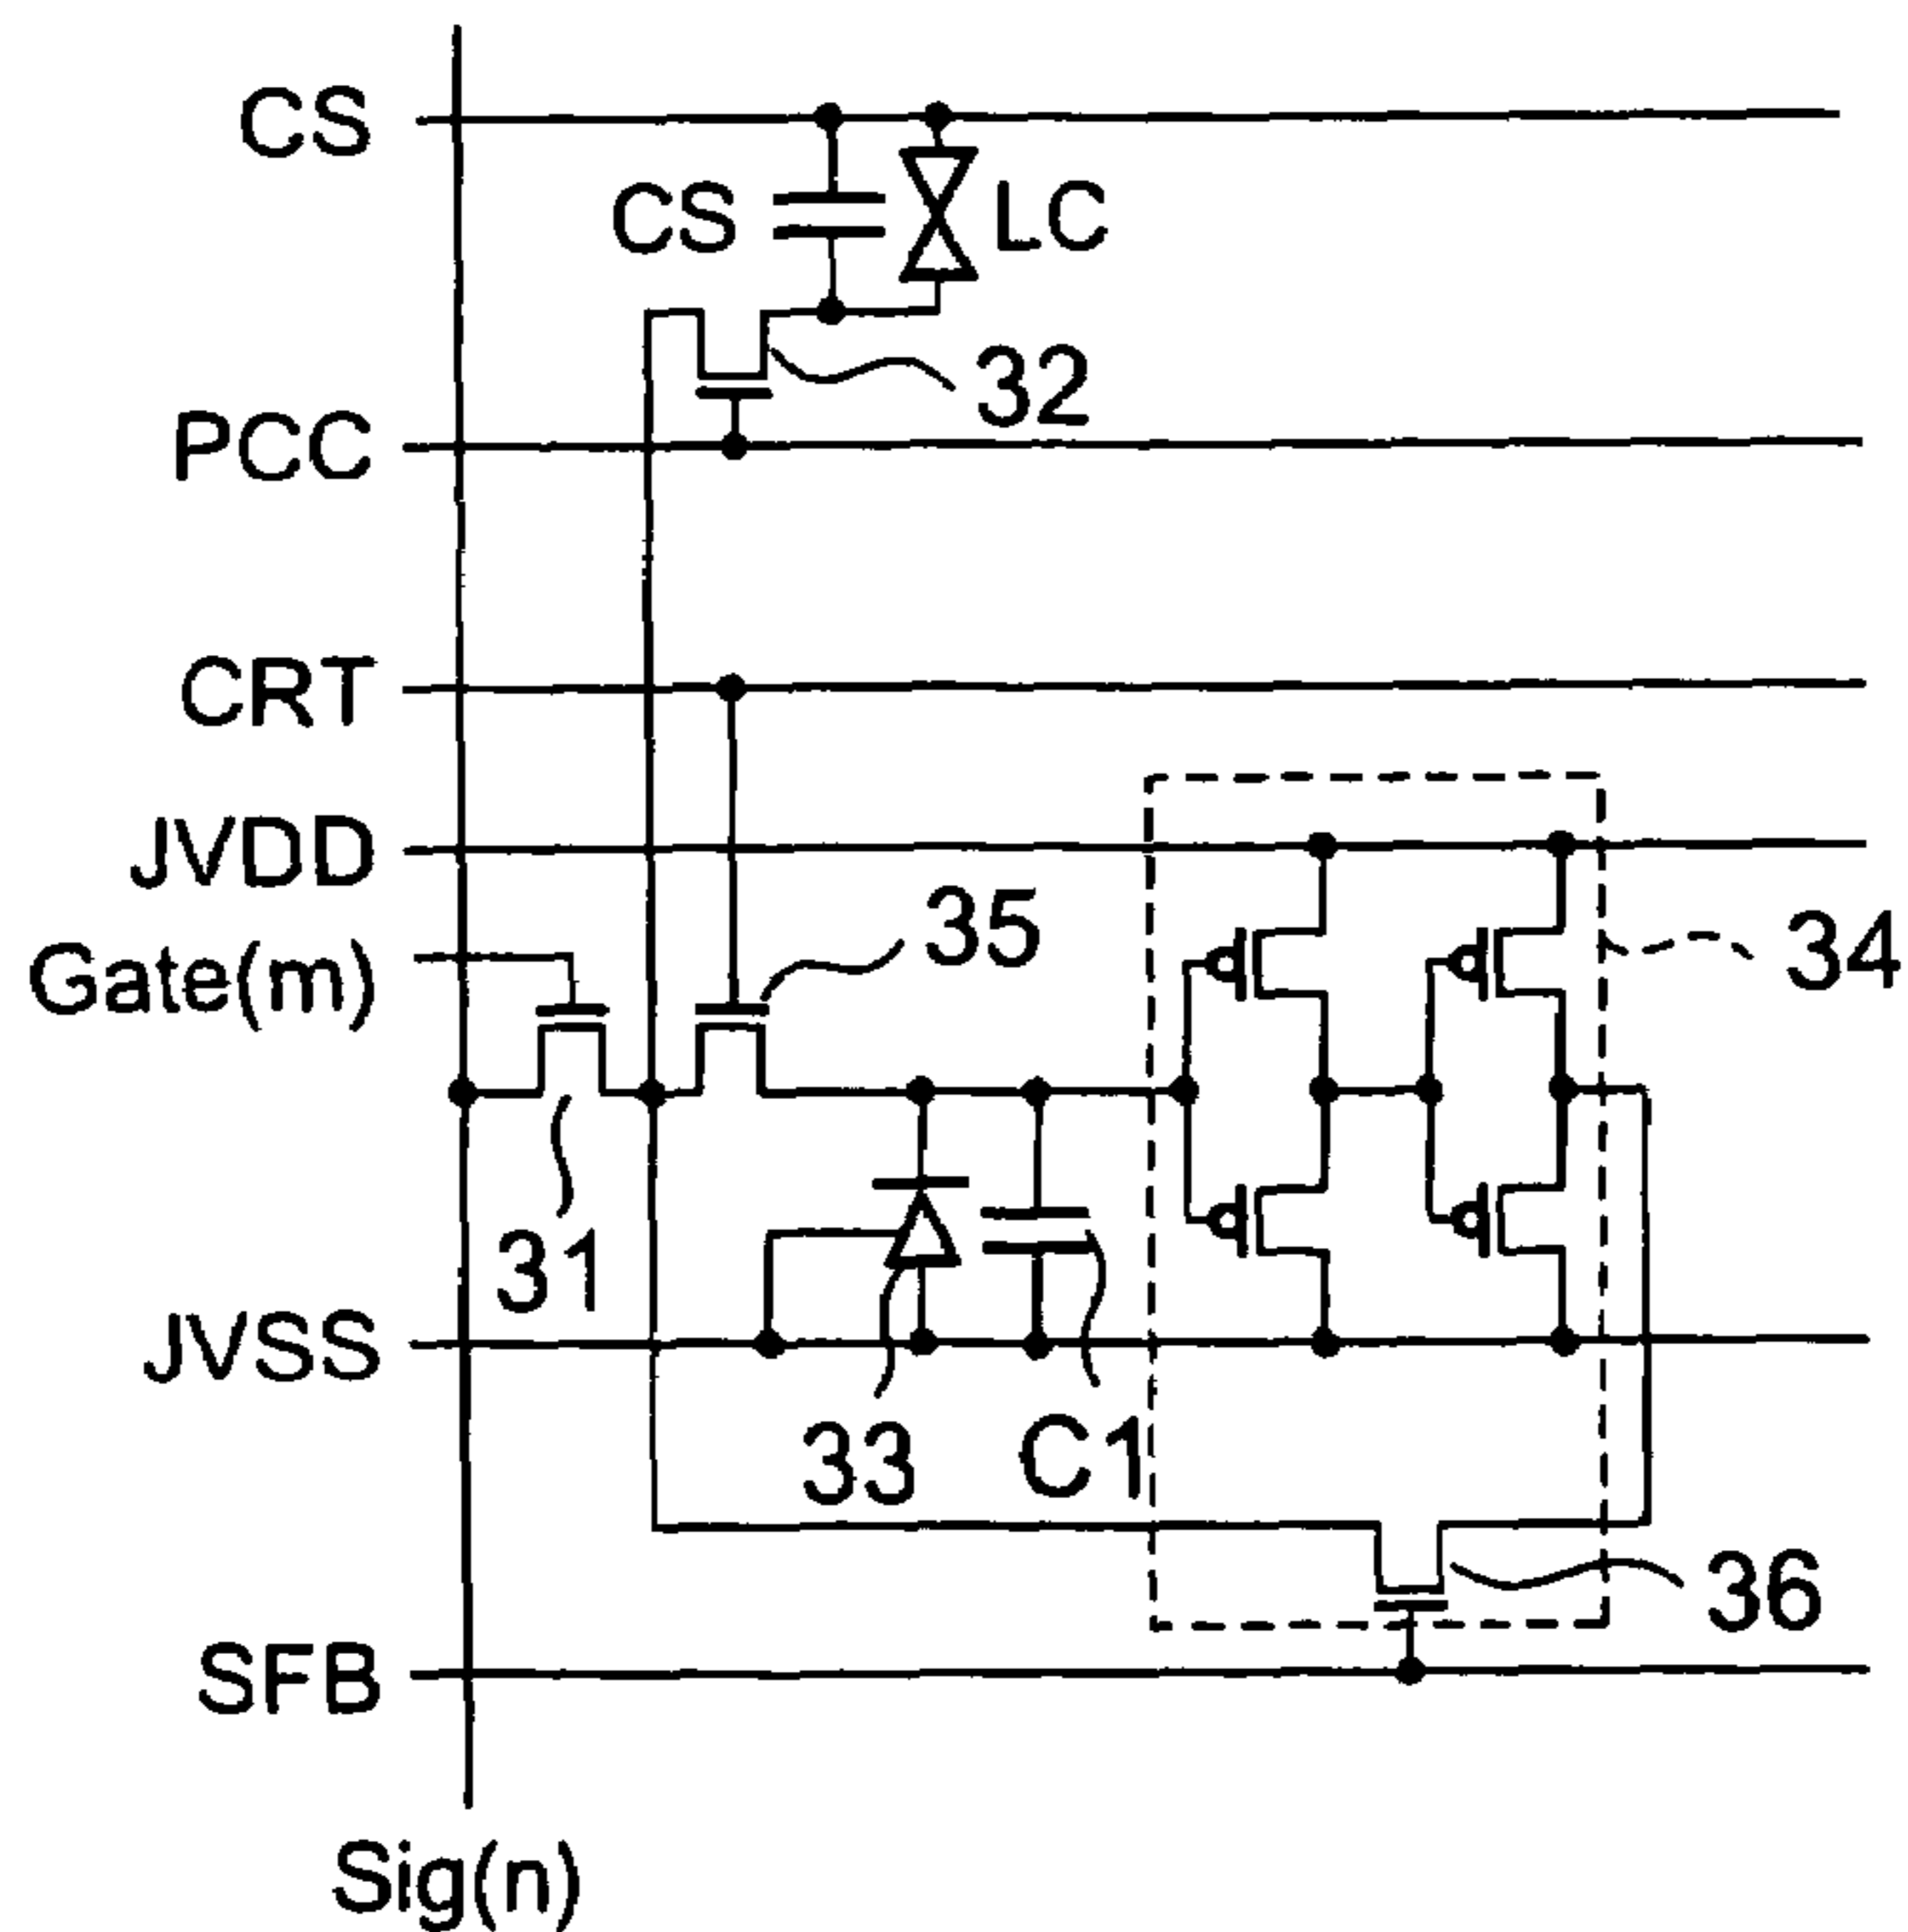 CS
CS
LC
32
PCC
CRT
JVDD
35
34
Gate(m)
31
JVSS
33
C1
36
SFB
Sig(n)